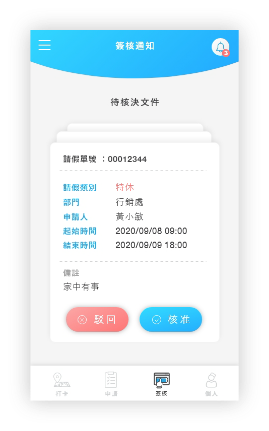 簽核通知
待核決文件
請假單號 ：00012344
請假類別 特休
部門 行銷處
申請人 黃小敏
起始時間 2020/09/08 09:00
結束時間 2020/09/09 18:00
備註
家中有事
駁回 核准
打卡 申請 簽核 個人